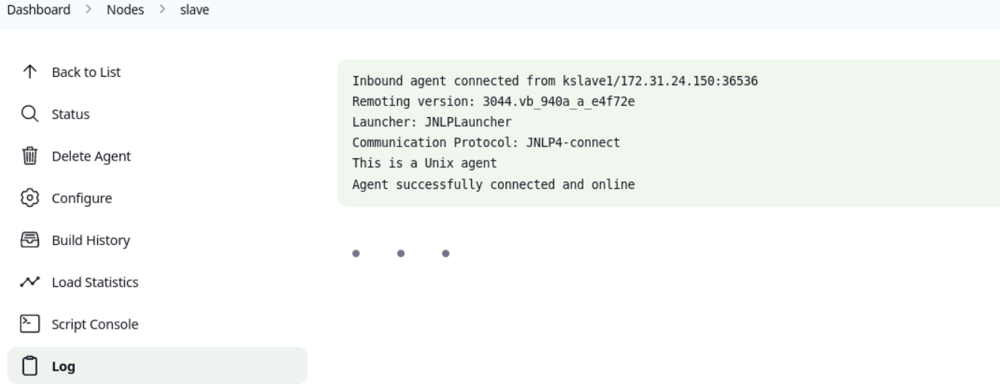 Dashboard > Nodes > slave
Back to List
Status
Delete Agent
Configure
Build History
Load Statistics
Script Console
Log
Inbound agent connected from kslave1/172.31.24.150:36536
Remoting version: 3044.vb_940a_a_e4f72e
Launcher: JNLPLauncher
Communication Protocol: JNLP4-connect
This is a Unix agent
Agent successfully connected and online